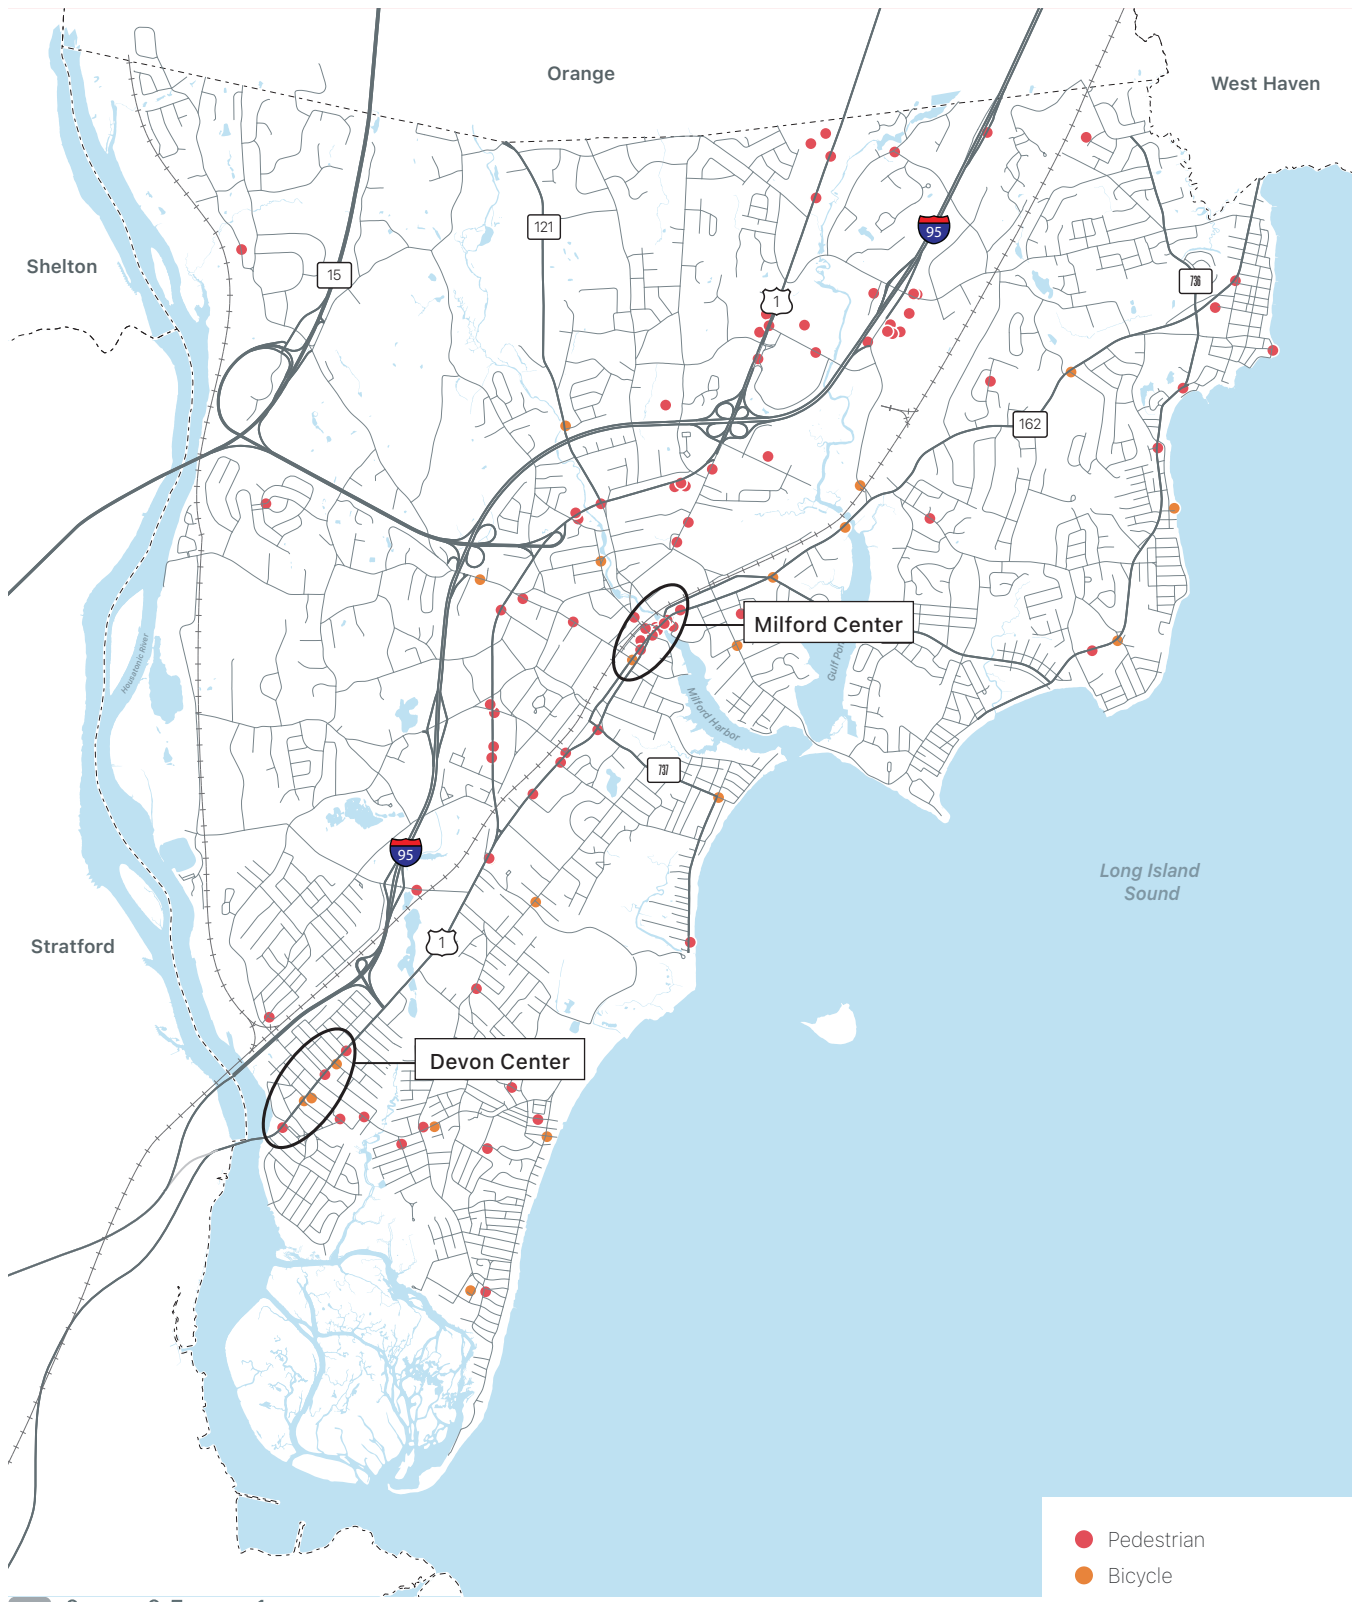 Orange
West Haven
121
95
Shelton
15
1
736
162
Milford Center
Housatonic River
Milford Harbor
737
95
Long Island
Sound
1
Stratford
Devon Center
Pedestrian
Bicycle